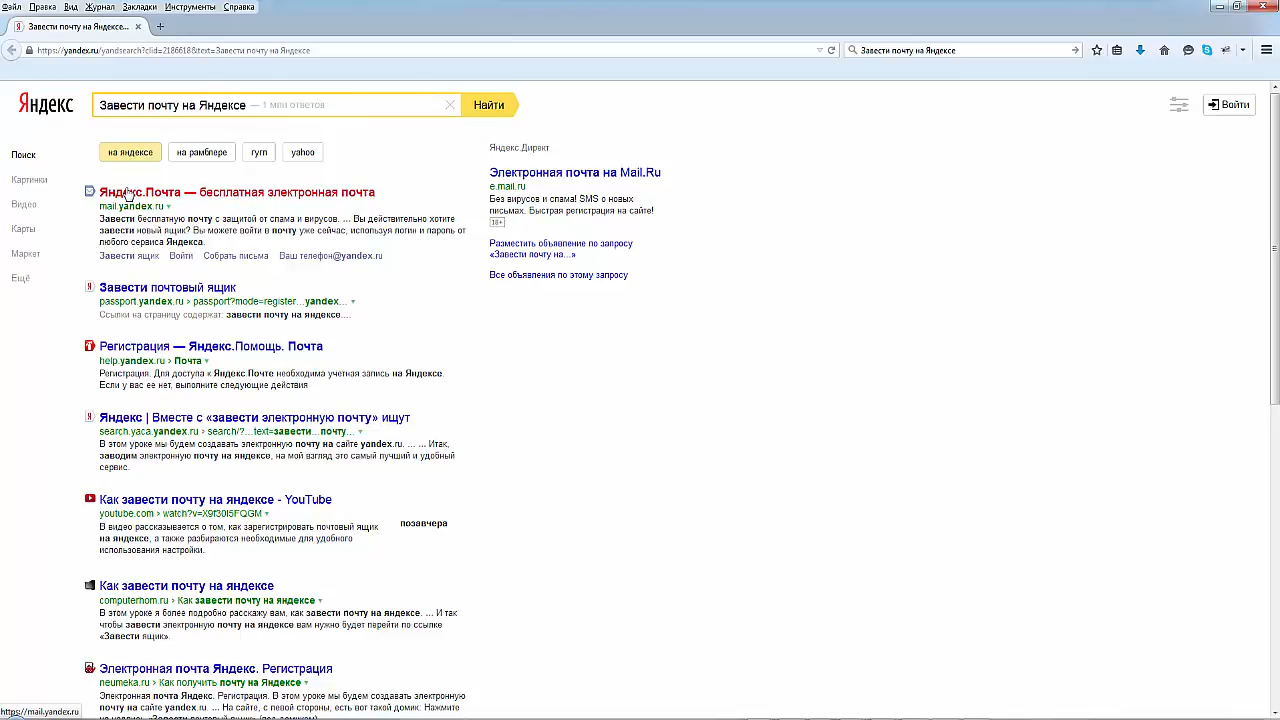 Файл Правка Вид Журнал Закладки Инструменты Справка
Завести почту на Яндексе...
https://yandex.ru/yandsearch?clid=2186618&text=Завести почту на Яндексе
Завести почту на Яндексе
Яндекс
Завести почту на Яндексе — 1 млн ответов
Найти
Войти
Поиск
Картинки
Видео
Карты
Маркет
Ещё
на яндексе
на рамблере
гугл
yahoo
Яндекс.Почта — бесплатная электронная почта
mail.yandex.ru
Завести бесплатную почту с защитой от спама и вирусов. ... Вы действительно хотите
завести новый ящик? Вы можете войти в почту уже сейчас, используя логин и пароль от
любого сервиса Яндекса.
Завести ящик Войти Собрать письма Ваш телефон@yandex.ru
Завести почтовый ящик
passport.yandex.ru › passport?mode=register...yandex...
Ссылки на страницу содержат: завести почту на яндексе....
Регистрация — Яндекс.Помощь. Почта
help.yandex.ru › Почта
Регистрация. Для доступа к Яндекс.Почте необходима учетная запись на Яндексе.
Если у вас ее нет, выполните следующие действия
Яндекс | Вместе с «завести электронную почту» ищут
search.yaca.yandex.ru › search/?...text=завести...почту...
В этом уроке мы будем создавать электронную почту на сайте yandex.ru. ... ... Итак,
заводим электронную почту на яндексе, на мой взгляд это самый лучший и удобный
сервис.
Как завести почту на яндексе - YouTube
youtube.com › watch?v=X9f30I5FQGM
В видео рассказывается о том, как зарегистрировать почтовый ящик
на яндексе, а также разбираются необходимые для удобного
использования настройки.
позавчера
Как завести почту на яндексе
computerhom.ru › Как завести почту на яндексе
В этом уроке я более подробно расскажу вам, как завести почту на яндексе. ... И так
чтобы завести электронную почту на яндексе вам нужно будет перейти по ссылке
«Завести ящик».
Электронная почта Яндекс. Регистрация
neumeka.ru › Как получить почту на Яндексе
Электронная почта Яндекс. Регистрация. В этом уроке мы будем создавать электронную
почту на сайте yandex.ru. ... На сайте, с левой стороны, есть вот такой домик: Нажмите
Яндекс.Директ
Электронная почта на Mail.Ru
e.mail.ru
Без вирусов и спама! SMS о новых
письмах. Быстрая регистрация на сайте!
18+
Разместить объявление по запросу
«Завести почту на...»
Все объявления по этому запросу
https://mail.yandex.ru